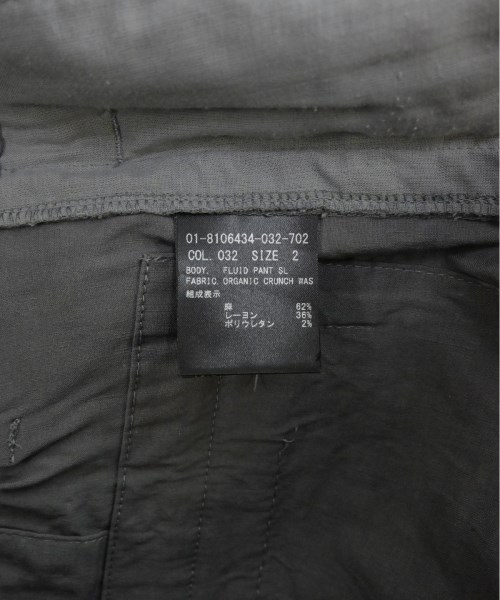 01-8106434-032-702
COL. 032 SIZE 2
BODY. FLUID PANT SL
FABRIC. ORGANIC CRUNCH WAS
組成表示
麻 62%
レーヨン 36%
ポリウレタン 2%